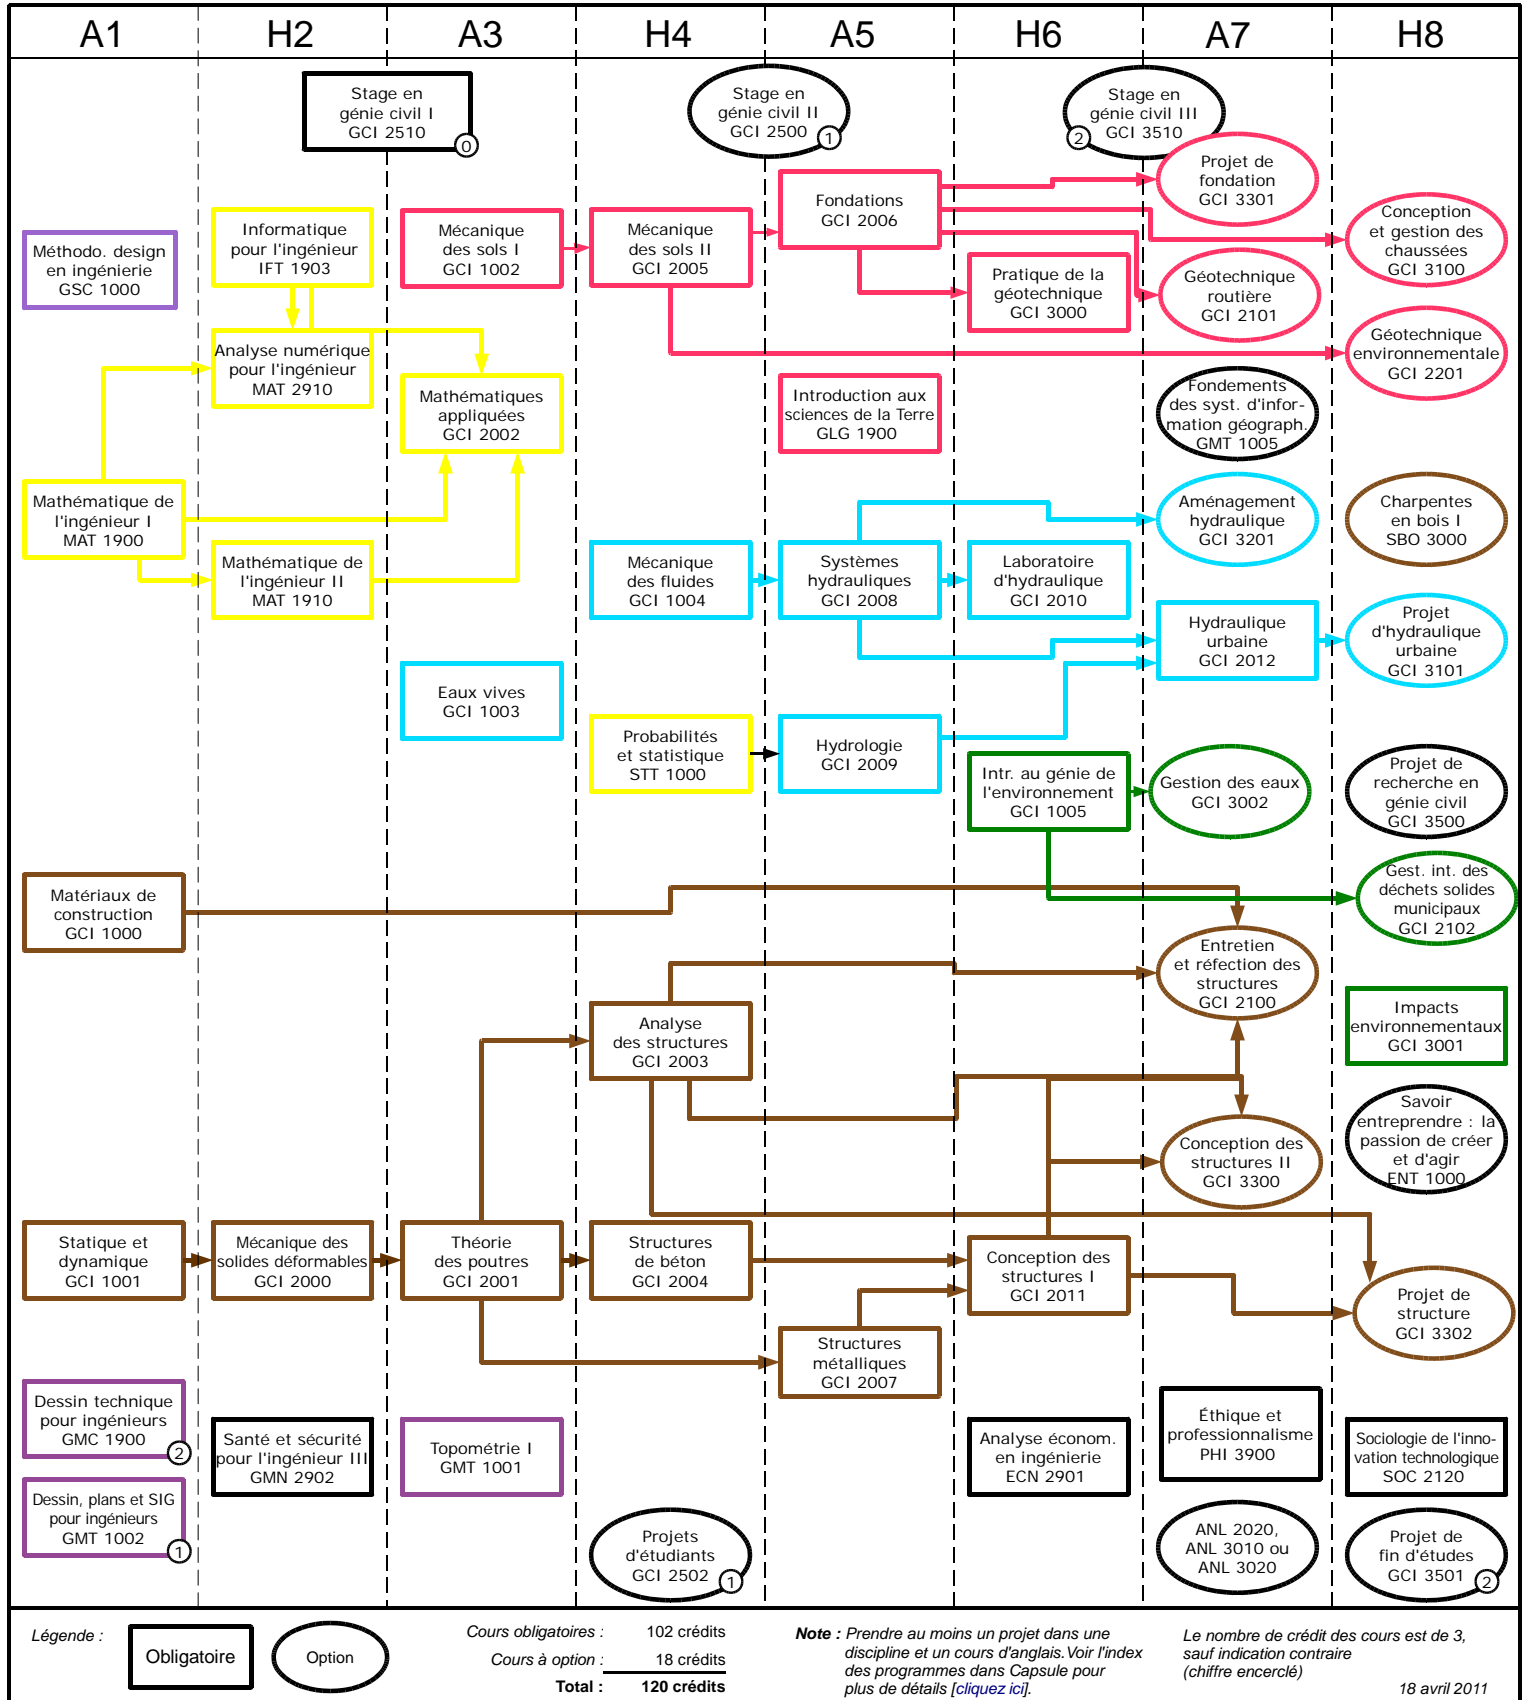 A1
H2
A3
H4
A5
H6
A7
H8
Stage en
génie civil I
GCI 2510
0
Stage en
génie civil II
GCI 2500
1
Stage en
génie civil III
GCI 3510
2
Projet de
fondation
GCI 3301
Fondations
GCI 2006
Méthodo. design
en ingénierie
GSC 1000
Informatique
pour l'ingénieur
IFT 1903
Mécanique
des sols I
GCI 1002
Mécanique
des sols II
GCI 2005
Conception
et gestion des
chaussées
GCI 3100
Pratique de la
géotechnique
GCI 3000
Géotechnique
routière
GCI 2101
Analyse numérique
pour l'ingénieur
MAT 2910
Géotechnique
environnementale
GCI 2201
Mathématiques
appliquées
GCI 2002
Introduction aux
sciences de la Terre
GLG 1900
Fondements
des syst. d'infor-
mation géograph.
GMT 1005
Mathématique de
l'ingénieur I
MAT 1900
Aménagement
hydraulique
GCI 3201
Charpentes
en bois I
SBO 3000
Mathématique de
l'ingénieur II
MAT 1910
Mécanique
des fluides
GCI 1004
Systèmes
hydrauliques
GCI 2008
Laboratoire
d'hydraulique
GCI 2010
Hydraulique
urbaine
GCI 2012
Projet
d'hydraulique
urbaine
GCI 3101
Eaux vives
GCI 1003
Probabilités
et statistique
STT 1000
Hydrologie
GCI 2009
Intr. au génie de
l'environnement
GCI 1005
Gestion des eaux
GCI 3002
Projet de
recherche en
génie civil
GCI 3500
Matériaux de
construction
GCI 1000
Gest. int. des
déchets solides
municipaux
GCI 2102
Entretien
et réfection des
structures
GCI 2100
Analyse
des structures
GCI 2003
Impacts
environnementaux
GCI 3001
Conception des
structures II
GCI 3300
Savoir
entreprendre : la
passion de créer
et d'agir
ENT 1000
Statique et
dynamique
GCI 1001
Mécanique des
solides déformables
GCI 2000
Théorie
des poutres
GCI 2001
Structures
de béton
GCI 2004
Conception des
structures I
GCI 2011
Projet de
structure
GCI 3302
Structures
métalliques
GCI 2007
Dessin technique
pour ingénieurs
GMC 1900
2
Santé et sécurité
pour l'ingénieur III
GMN 2902
Topométrie I
GMT 1001
Analyse économ.
en ingénierie
ECN 2901
Éthique et
professionnalisme
PHI 3900
Sociologie de l'inno-
vation technologique
SOC 2120
Dessin, plans et SIG
pour ingénieurs
GMT 1002
1
Projets
d'étudiants
GCI 2502
1
ANL 2020,
ANL 3010 ou
ANL 3020
Projet de
fin d'études
GCI 3501
2
Légende :
Obligatoire
Option
Cours obligatoires : 102 crédits
Cours à option : 18 crédits
Total : 120 crédits
Note : Prendre au moins un projet dans une
discipline et un cours d'anglais.Voir l'index
des programmes dans Capsule pour
plus de détails [cliquez ici].
Le nombre de crédit des cours est de 3,
sauf indication contraire
(chiffre encerclé)
18 avril 2011